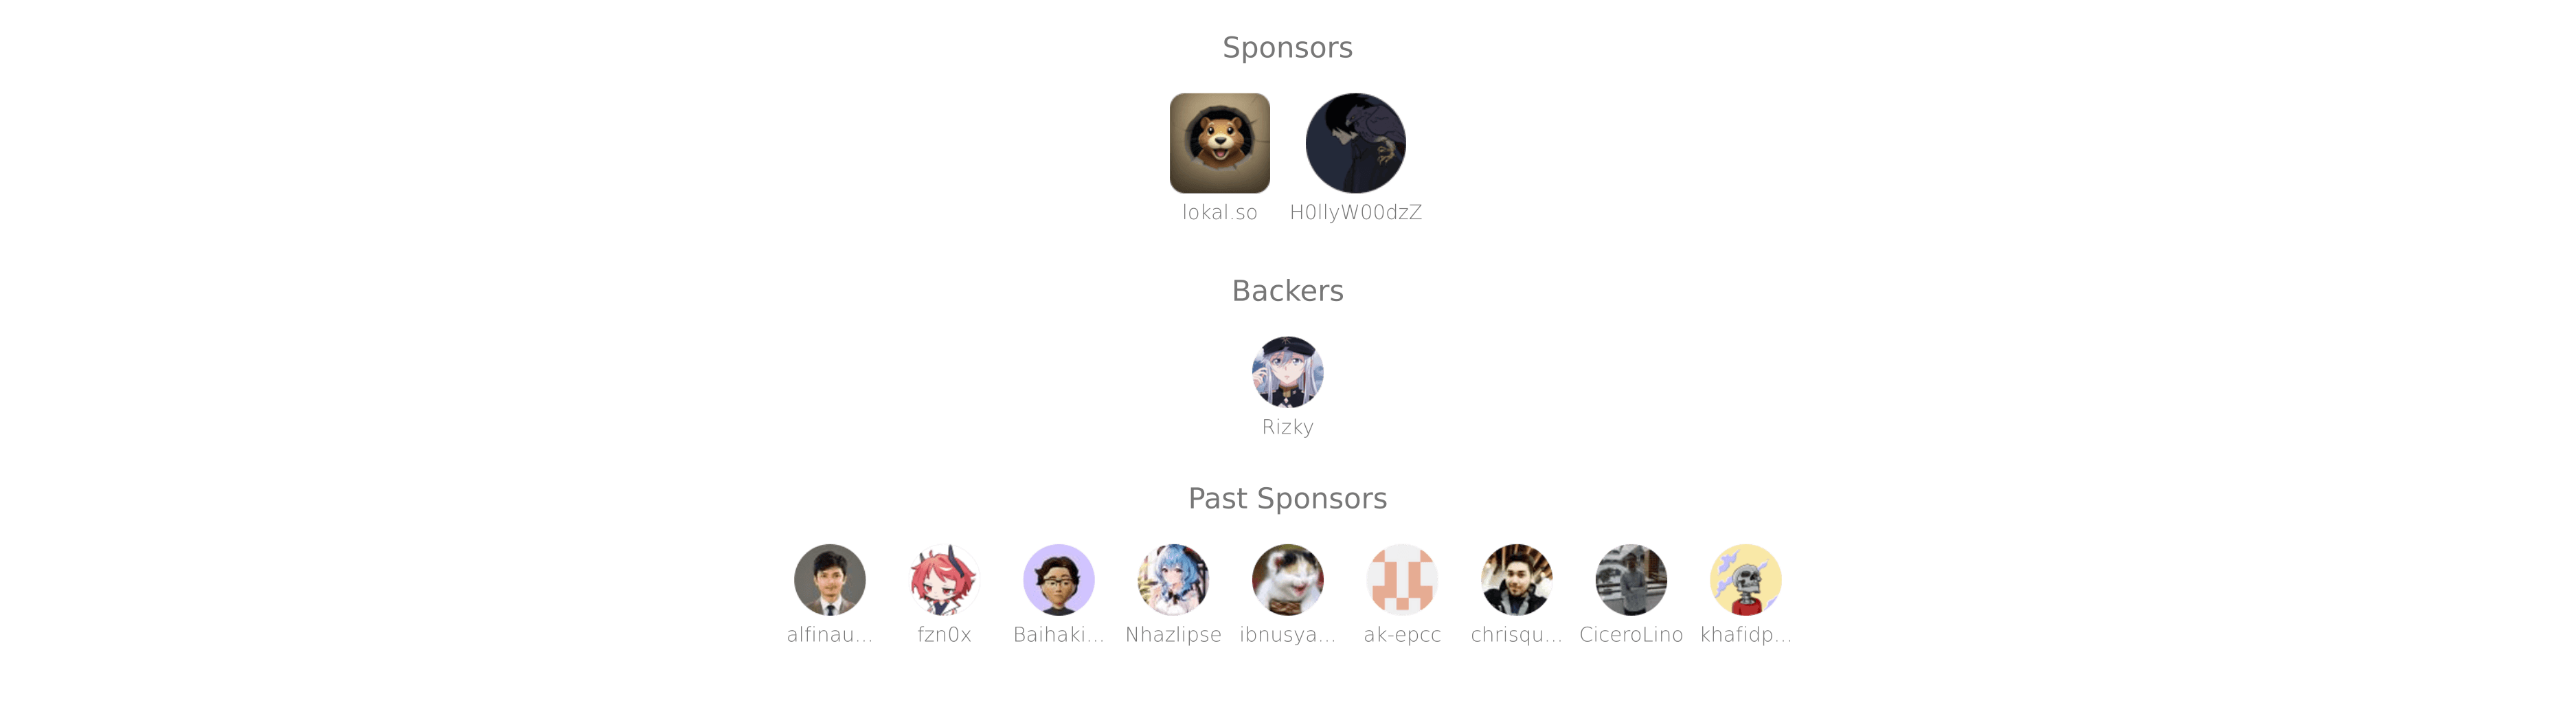 Sponsors
lokal.so H0llyW00dzZ
Backers
Rizky
Past Sponsors
alfinau... fzn0x Baihaki... Nhazlipse ibnusya... ak-epcc chrisqu... CiceroLino khafidp...